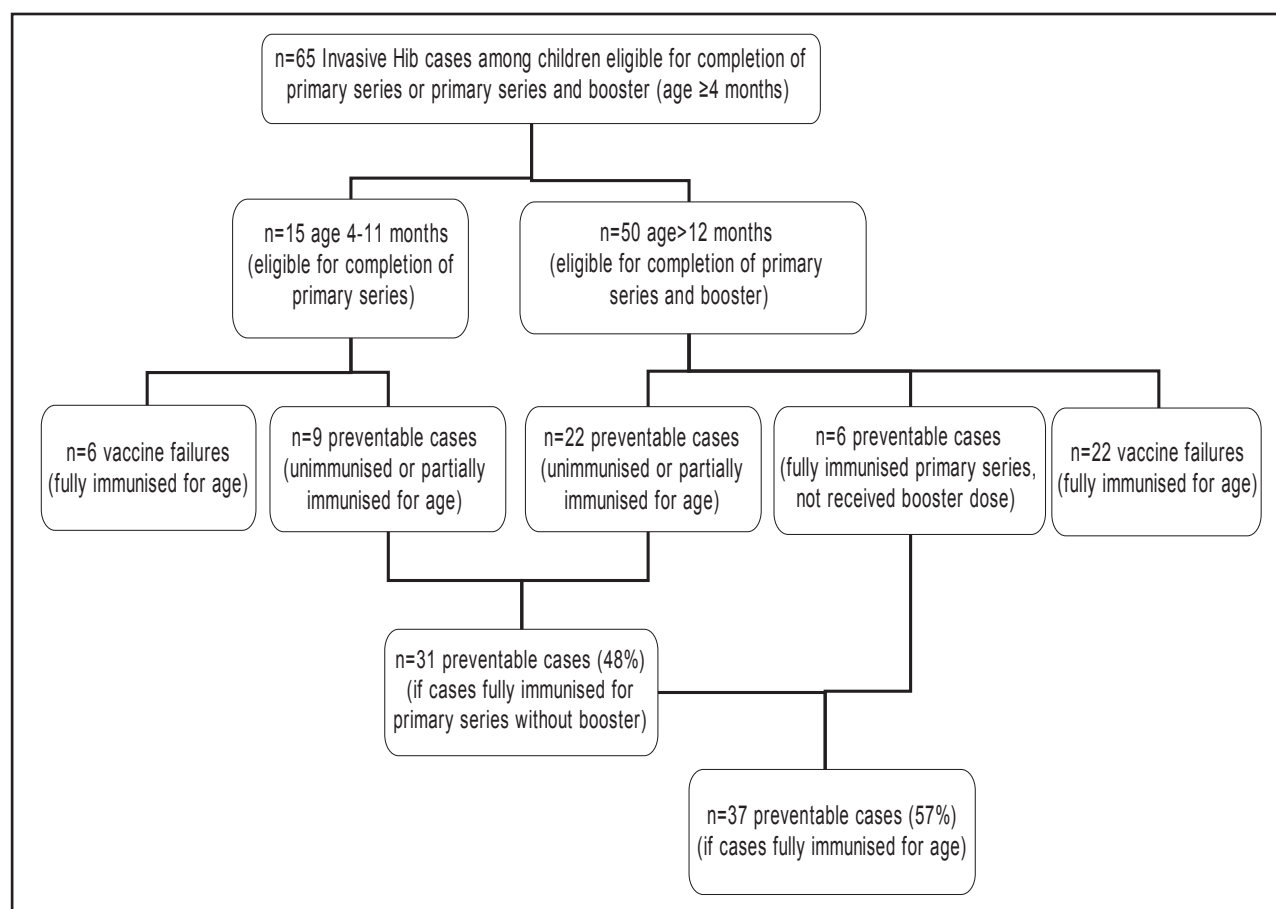 n=65 Invasive Hib cases among children eligible for completion of
primary series or primary series and booster (age ≥4 months)
n=15 age 4-11 months
(eligible for completion of
primary series)
n=50 age>12 months
(eligible for completion of primary
series and booster)
n=6 vaccine failures
(fully immunised for age)
n=9 preventable cases
(unimmunised or partially
immunised for age)
n=22 preventable cases
(unimmunised or partially
immunised for age)
n=6 preventable cases
(fully immunised primary series,
not received booster dose)
n=22 vaccine failures
(fully immunised for age)
n=31 preventable cases (48%)
(if cases fully immunised for
primary series without booster)
n=37 preventable cases (57%)
(if cases fully immunised for age)